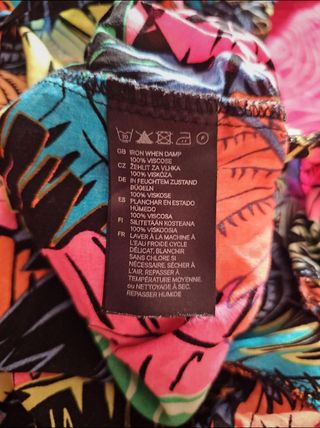 GB IRON WHEN DAMP
100% VISCOSE
CZ ŽEHLIT ZA VLHKA
100% VISKÓZA
DE IN FEUCHTEM ZUSTAND
BÜGELN
100% VISKOSE
ES PLANCHAR EN ESTADO
HÚMEDO
100% VISCOSA
FI SILITETÄÄN KOSTEANA
100% VISKOOSIA
FR LAVER À LA MACHINE À
L'EAU FROIDE CYCLE
DÉLICAT, BLANCHIR
SANS CHLORE SI
NÉCESSAIRE. SÉCHER À
L'AIR. REPASSER À
TEMPÉRATURE MOYENNE
ou NETTOYAGE À SEC.
REPASSER HUMIDE